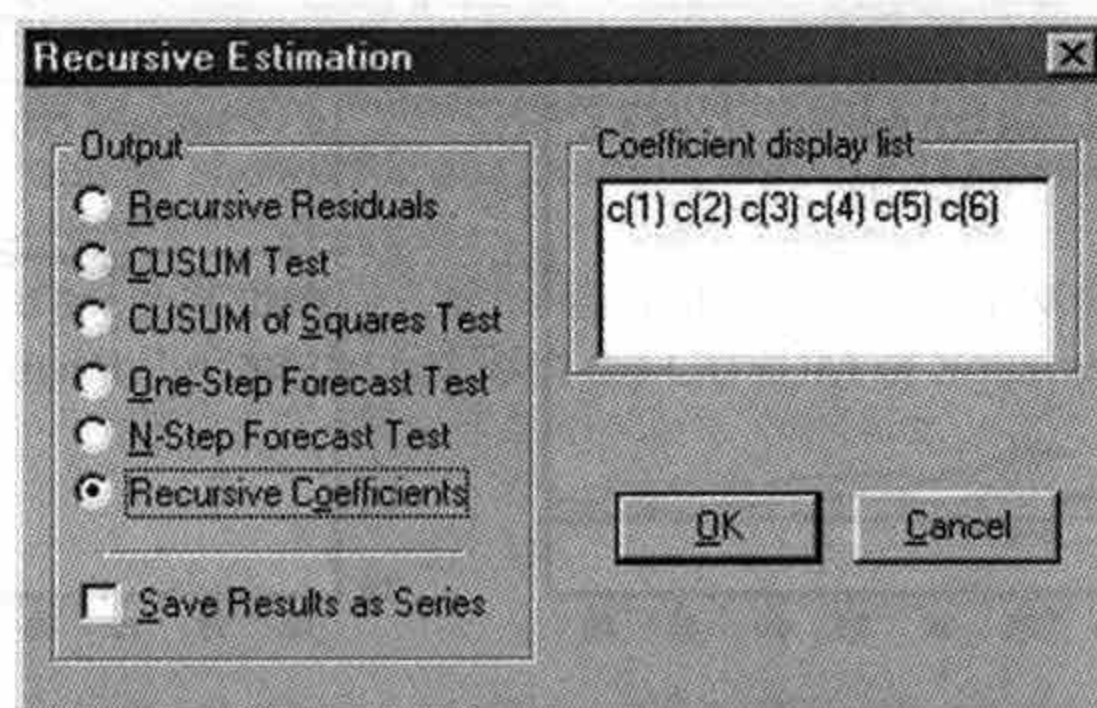 Recursive Estimation
Output
Recursive Residuals
CUSUM Test
CUSUM of Squares Test
One-Step Forecast Test
N-Step Forecast Test
Recursive Coefficients
Save Results as Series
Coefficient display list
c(1) c(2) c(3) c(4) c(5) c(6)
OK
Cancel